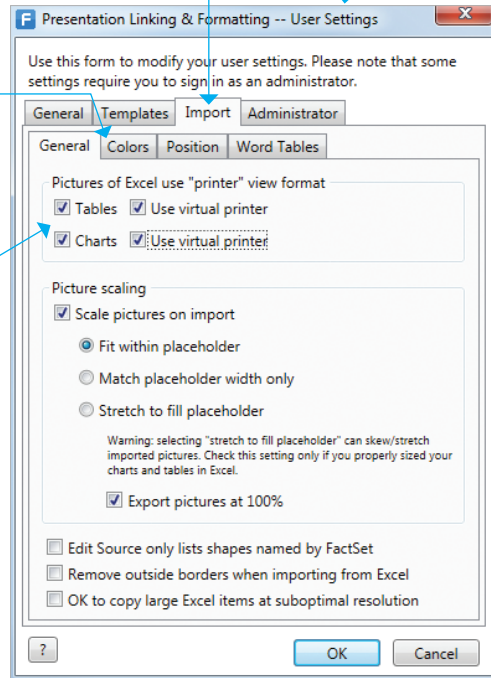 F Presentation Linking & Formatting -- User Settings X
Use this form to modify your user settings. Please note that some
settings require you to sign in as an administrator.
General Templates Import Administrator
General Colors Position Word Tables
Pictures of Excel use "printer" view format
Tables Use virtual printer
Charts Use virtual printer
Picture scaling
Scale pictures on import
Fit within placeholder
Match placeholder width only
Stretch to fill placeholder
Warning: selecting "stretch to fill placeholder" can skew/stretch
imported pictures. Check this setting only if you properly sized your
charts and tables in Excel.
Export pictures at 100%
Edit Source only lists shapes named by FactSet
Remove outside borders when importing from Excel
OK to copy large Excel items at suboptimal resolution
? OK Cancel